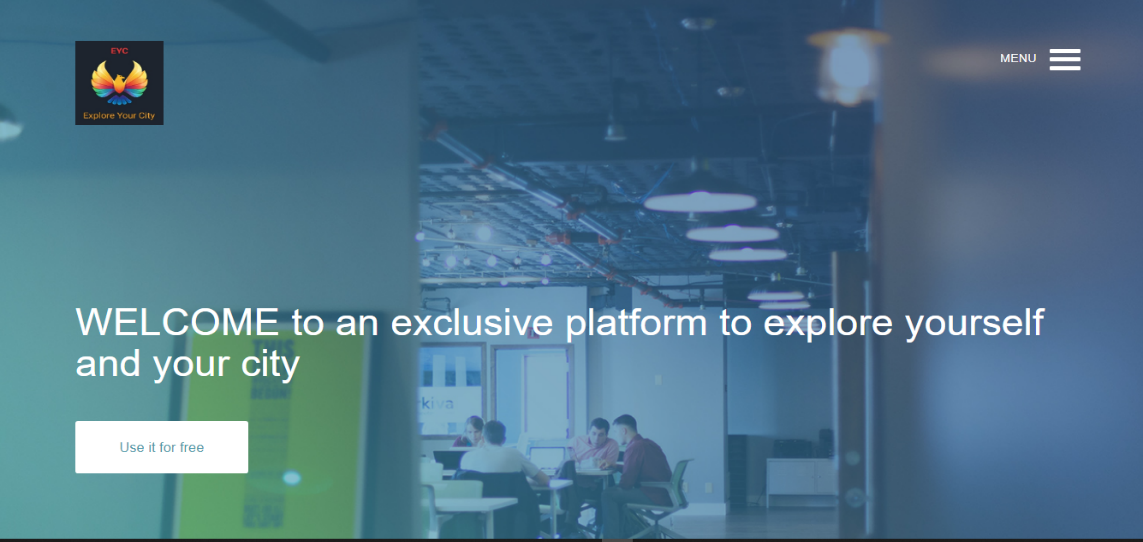 EYC
Explore Your City
MENU
WELCOME to an exclusive platform to explore yourself
and your city
Use it for free
THIS